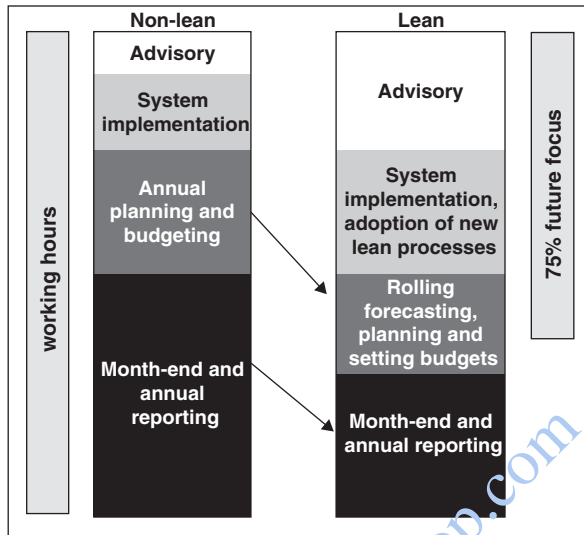 Non-lean
Lean
working hours
Advisory
System
implementation
Annual
planning and
budgeting
Month-end and
annual
reporting
Advisory
System
implementation,
adoption of new
lean processes
Rolling
forecasting,
planning and
setting budgets
Month-end and
annual reporting
75% future focus